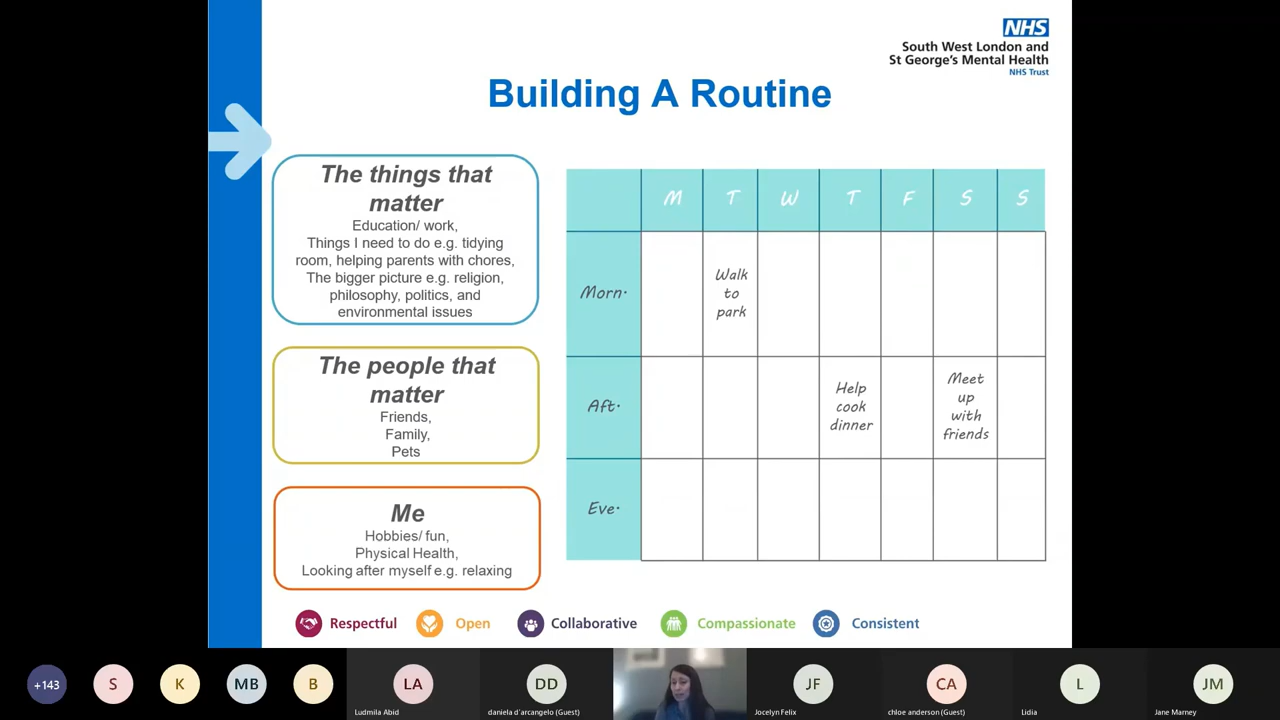 NHS
South West London and
St George's Mental Health
NHS Trust
Building A Routine
The things that
matter
Education/ work,
Things I need to do e.g. tidying
room, helping parents with chores,
The bigger picture e.g. religion,
philosophy, politics, and
environmental issues
The people that
matter
Friends,
Family,
Pets
Me
Hobbies/ fun,
Physical Health,
Looking after myself e.g. relaxing
M T W T F S S
Morn.
Walk
to
park
Aft.
Help
cook
dinner
Meet
up
with
friends
Eve.
Respectful Open Collaborative Compassionate Consistent
+143 S K MB B LA DD JF CA L JM
Ludmila Abid daniela d'arcangelo (Guest) Jocelyn Felix chloe anderson (Guest) Lidia Jane Marney